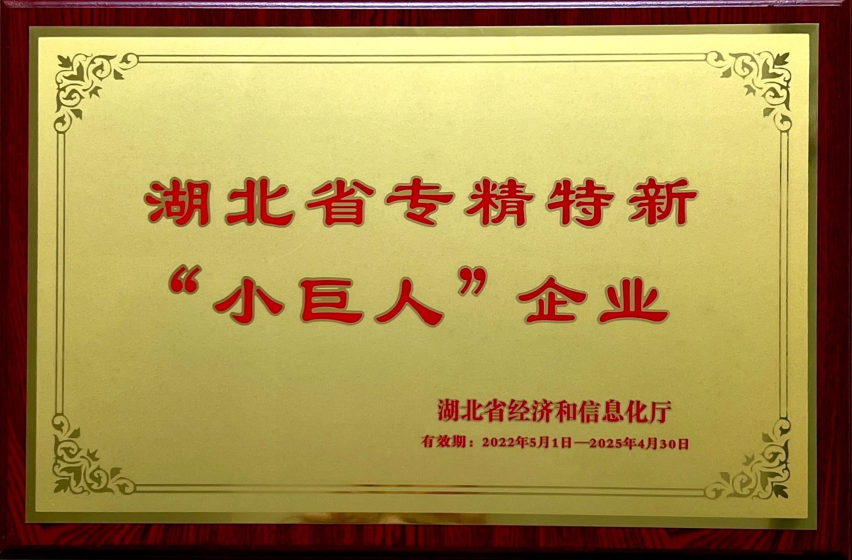 湖北省专精特新
“小巨人”企业
湖北省经济和信息化厅
有效期：2022年5月1日—2025年4月30日